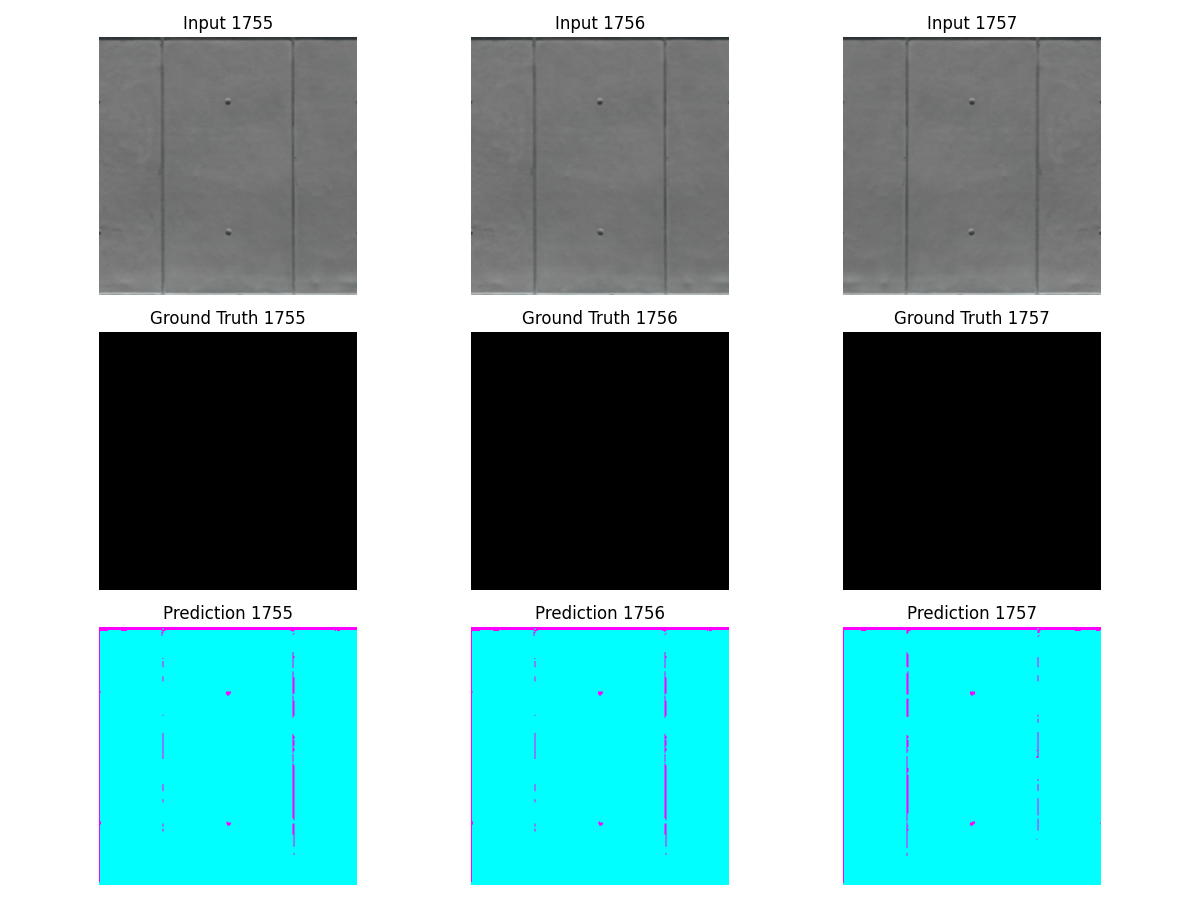 Input 1755
Input 1756
Input 1757
Ground Truth 1755
Ground Truth 1756
Ground Truth 1757
Prediction 1755
Prediction 1756
Prediction 1757